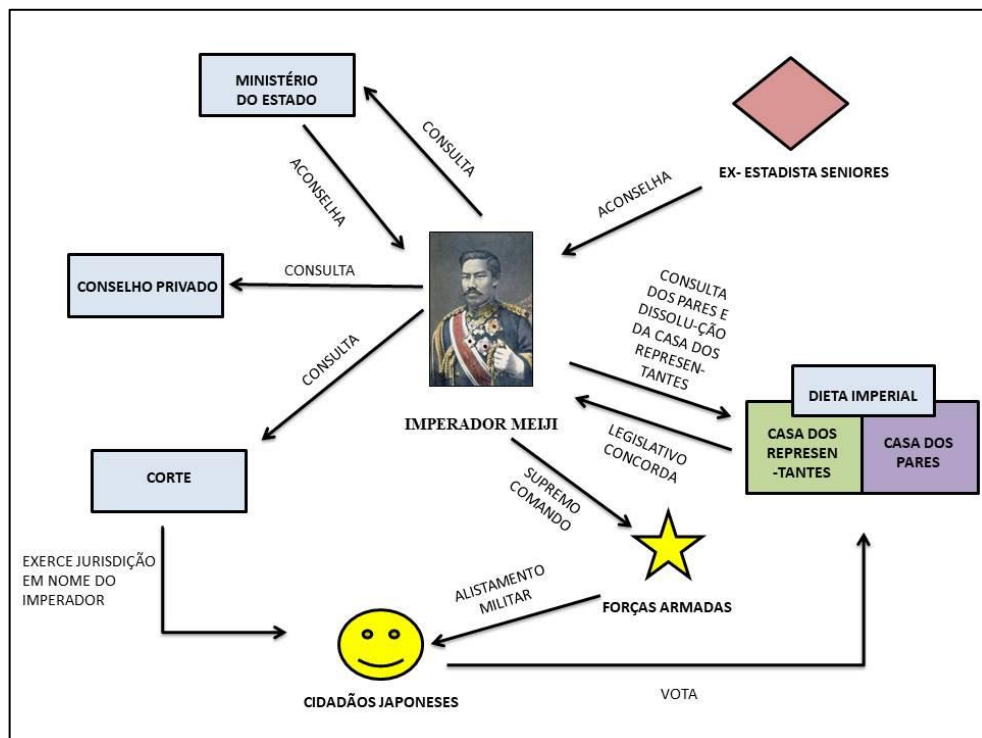 MINISTÉRIO
DO ESTADO
CONSULTA
ACONSELHA
EX- ESTADISTA SENIORES
ACONSELHA
CONSELHO PRIVADO
CONSULTA
CONSULTA
DOS PARES E
DISSOLU-ÇÃO
DA CASA DOS
REPRESEN-
TANTES
CONSULTA
IMPERADOR MEIJI
DIETA IMPERIAL
CASA DOS
REPRESEN
-TANTES
CASA DOS
PARES
LEGISLATIVO
CONCORDA
CORTE
SUPREMO
COMANDO
EXERCE JURISDIÇÃO
EM NOME DO
IMPERADOR
ALISTAMENTO
MILITAR
FORÇAS ARMADAS
CIDADÃOS JAPONESES
VOTA